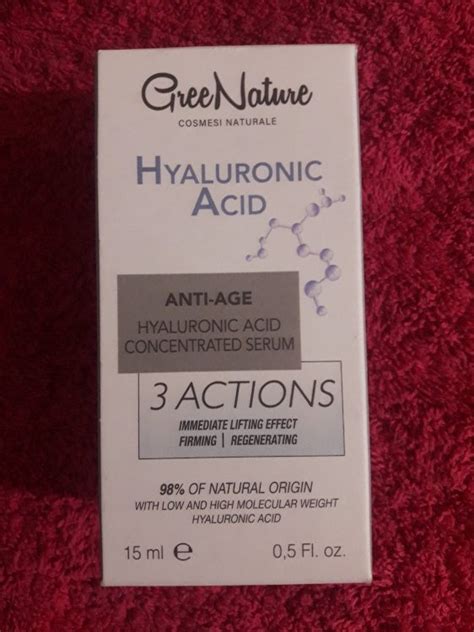 GreeNature
COSMESI NATURALE
HYALURONIC
ACID
ANTI-AGE
HYALURONIC ACID
CONCENTRATED SERUM
3 ACTIONS
IMMEDIATE LIFTING EFFECT
FIRMING | REGENERATING
98% OF NATURAL ORIGIN
WITH LOW AND HIGH MOLECULAR WEIGHT
HYALURONIC ACID
15 ml ℮ 0,5 Fl. oz.